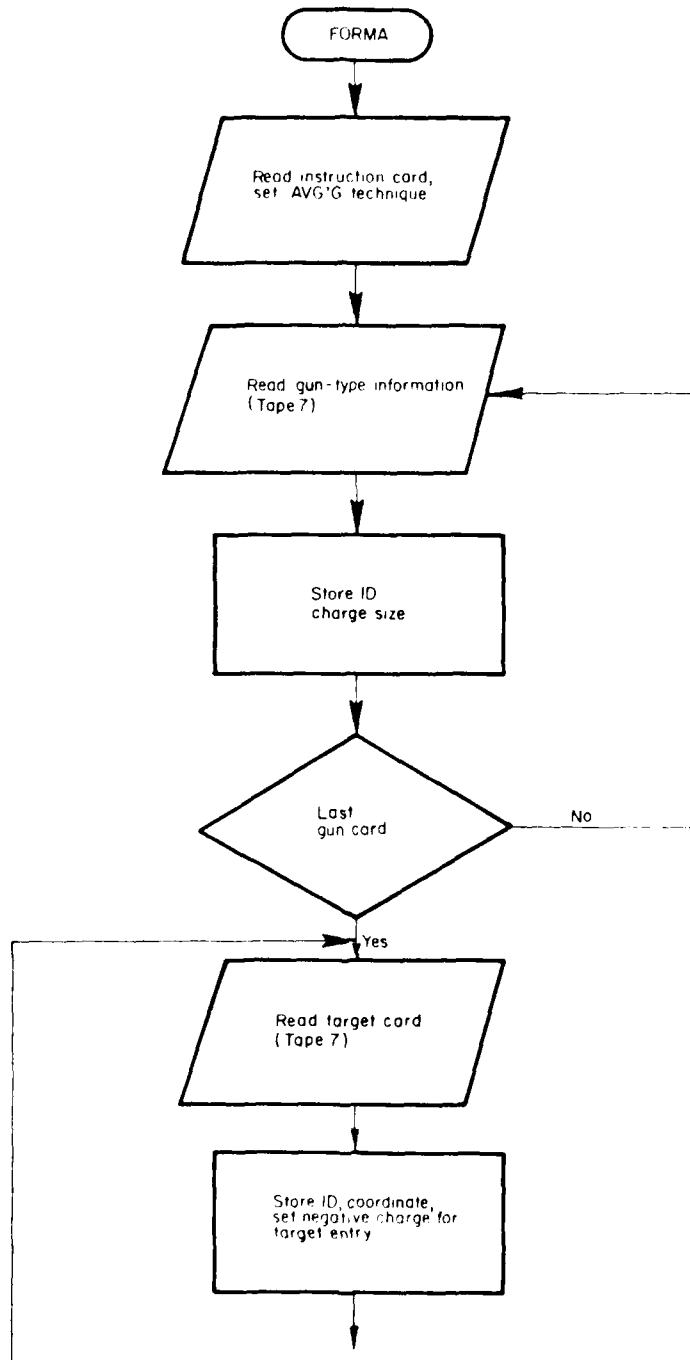 FORMA
Read instruction card,
set AVG'G technique
Read gun-type information
(Tape 7)
Store ID
charge size
Last
gun card
No
Yes
Read target card
(Tape 7)
Store ID, coordinate,
set negative charge for
target entry